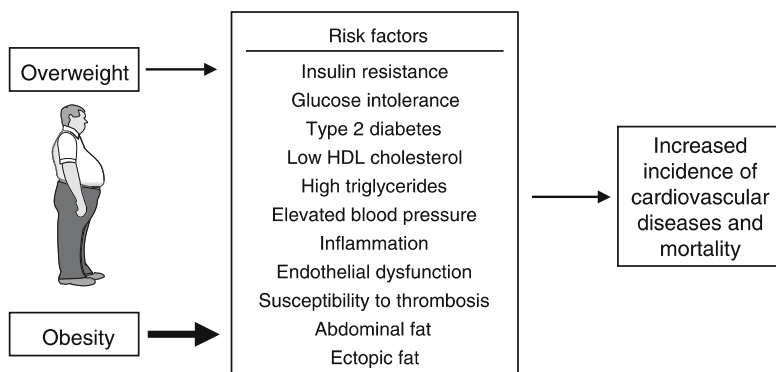 Overweight
Obesity
Risk factors
Insulin resistance
Glucose intolerance
Type 2 diabetes
Low HDL cholesterol
High triglycerides
Elevated blood pressure
Inflammation
Endothelial dysfunction
Susceptibility to thrombosis
Abdominal fat
Ectopic fat
Increased
incidence of
cardiovascular
diseases and
mortality